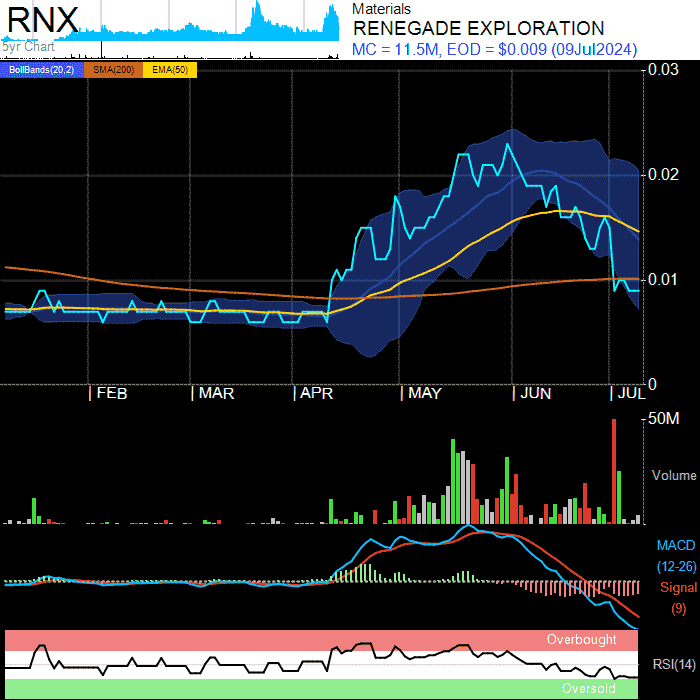 RNX
5yr Chart
Materials
RENEGADE EXPLORATION
MC = 11.5M, EOD = $0.009 (09Jul2024)
BollBands(20,2) SMA(200) EMA(50)
0.03
0.02
0.01
0
FEB MAR APR MAY JUN JUL
50M
Volume
MACD
(12-26)
Signal
(9)
Overbought
RSI(14)
Oversold